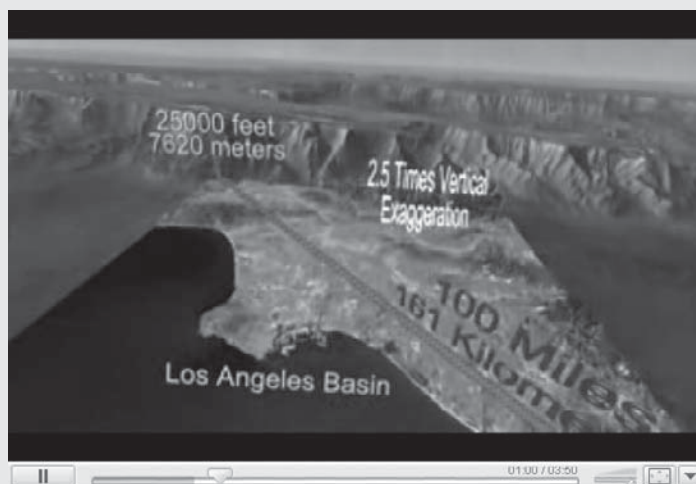 25000 feet
7620 meters
2.5 Times Vertical
Exaggeration
100 Miles
161 Kilome
Los Angeles Basin
01:00 / 03:50